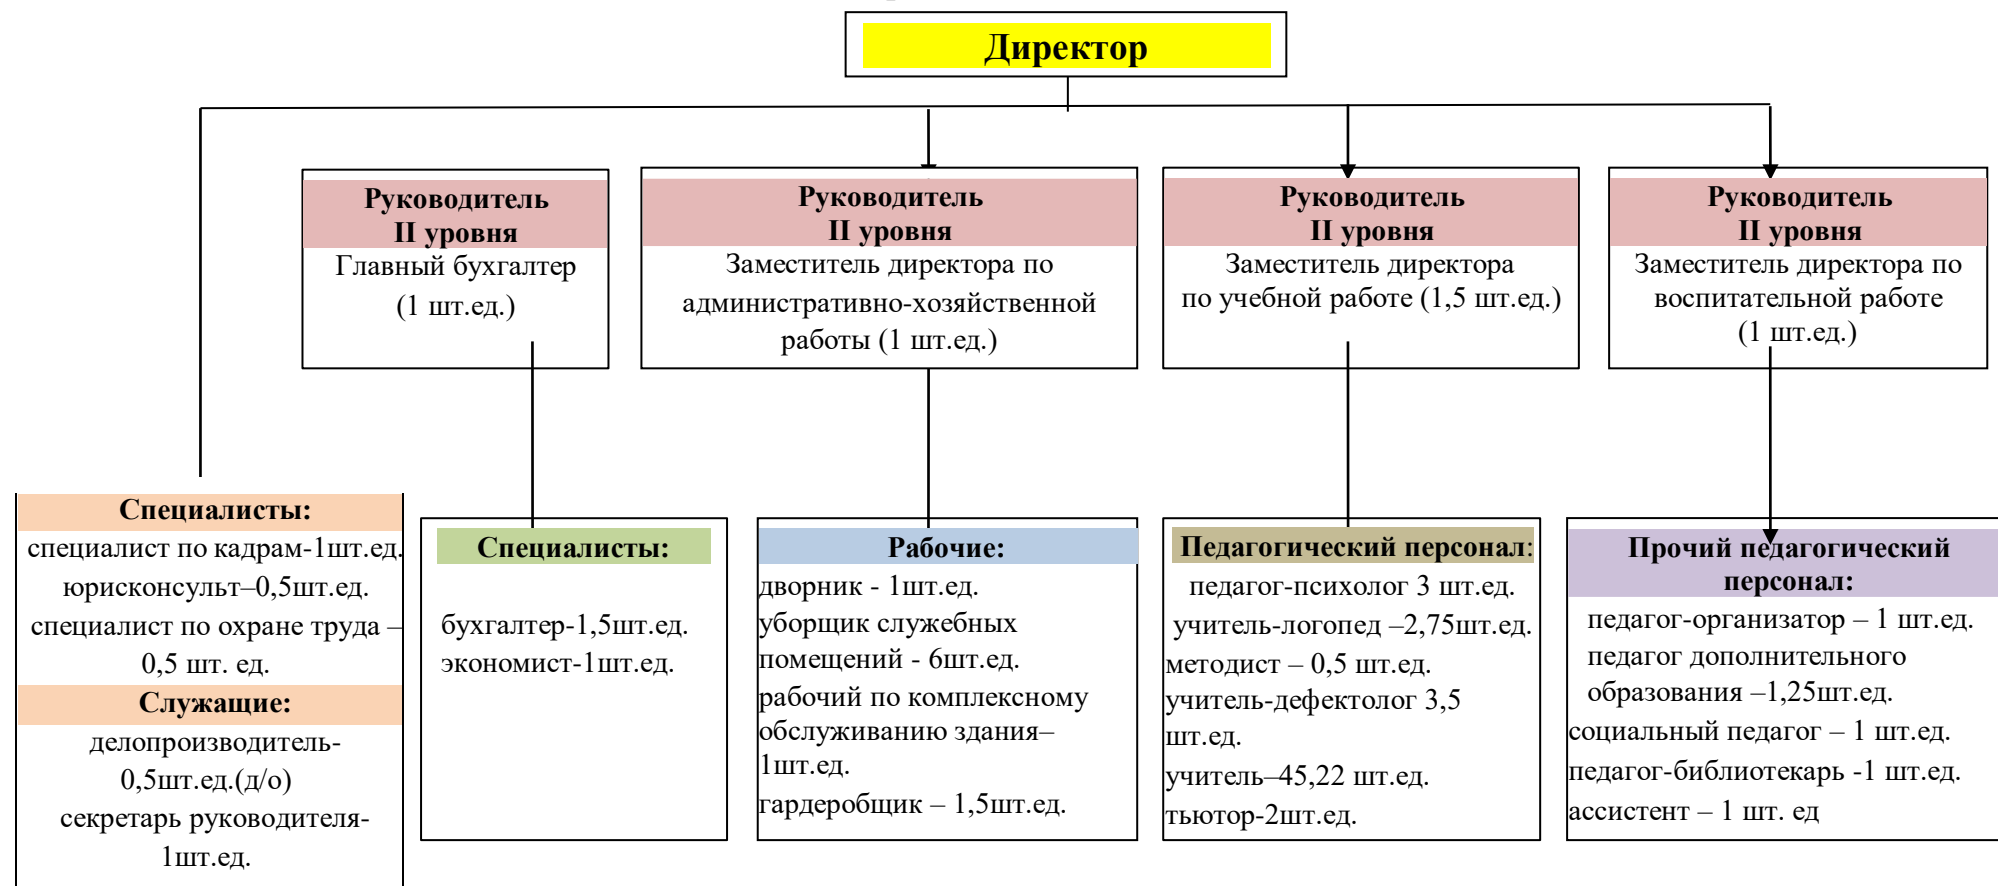 Директор
Руководитель
II уровня
Главный бухгалтер
(1 шт.ед.)
Руководитель
II уровня
Заместитель директора по
административно-хозяйственной
работы (1 шт.ед.)
Руководитель
II уровня
Заместитель директора
по учебной работе (1,5 шт.ед.)
Руководитель
II уровня
Заместитель директора по
воспитательной работе
(1 шт.ед.)
Специалисты:
специалист по кадрам-1шт.ед.
юрисконсульт–0,5шт.ед.
специалист по охране труда –
0,5 шт. ед.
Служащие:
делопроизводитель-
0,5шт.ед.(д/о)
секретарь руководителя-
1шт.ед.
Специалисты:
бухгалтер-1,5шт.ед.
экономист-1шт.ед.
Рабочие:
дворник - 1шт.ед.
уборщик служебных
помещений - 6шт.ед.
рабочий по комплексному
обслуживанию здания–
1шт.ед.
гардеробщик – 1,5шт.ед.
Педагогический персонал:
педагог-психолог 3 шт.ед.
учитель-логопед –2,75шт.ед.
методист – 0,5 шт.ед.
учитель-дефектолог 3,5
шт.ед.
учитель–45,22 шт.ед.
тьютор-2шт.ед.
Прочий педагогический
персонал:
педагог-организатор – 1 шт.ед.
педагог дополнительного
образования –1,25шт.ед.
социальный педагог – 1 шт.ед.
педагог-библиотекарь -1 шт.ед.
ассистент – 1 шт. ед